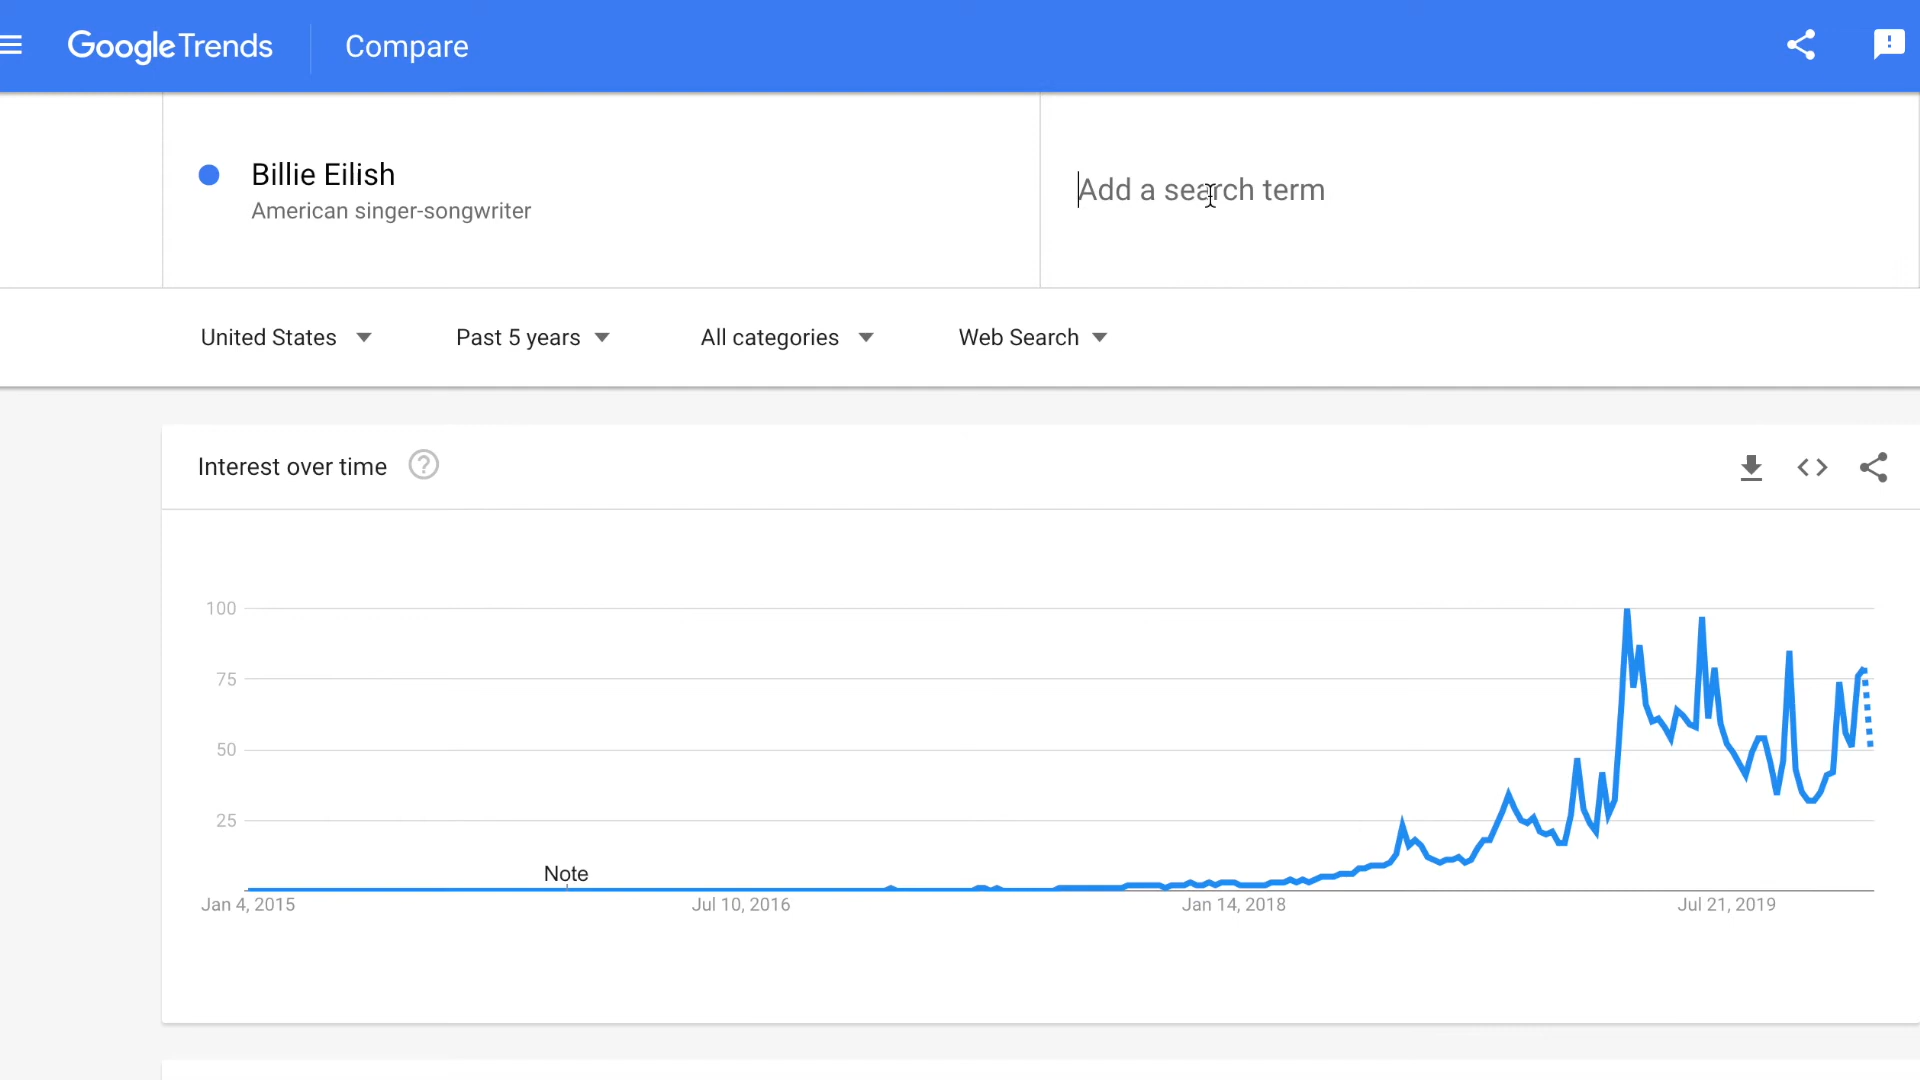 Google Trends Compare
Billie Eilish
American singer-songwriter
Add a search term
United States Past 5 years All categories Web Search
Interest over time ?
100
75
50
25
Note
Jan 4, 2015 Jul 10, 2016 Jan 14, 2018 Jul 21, 2019